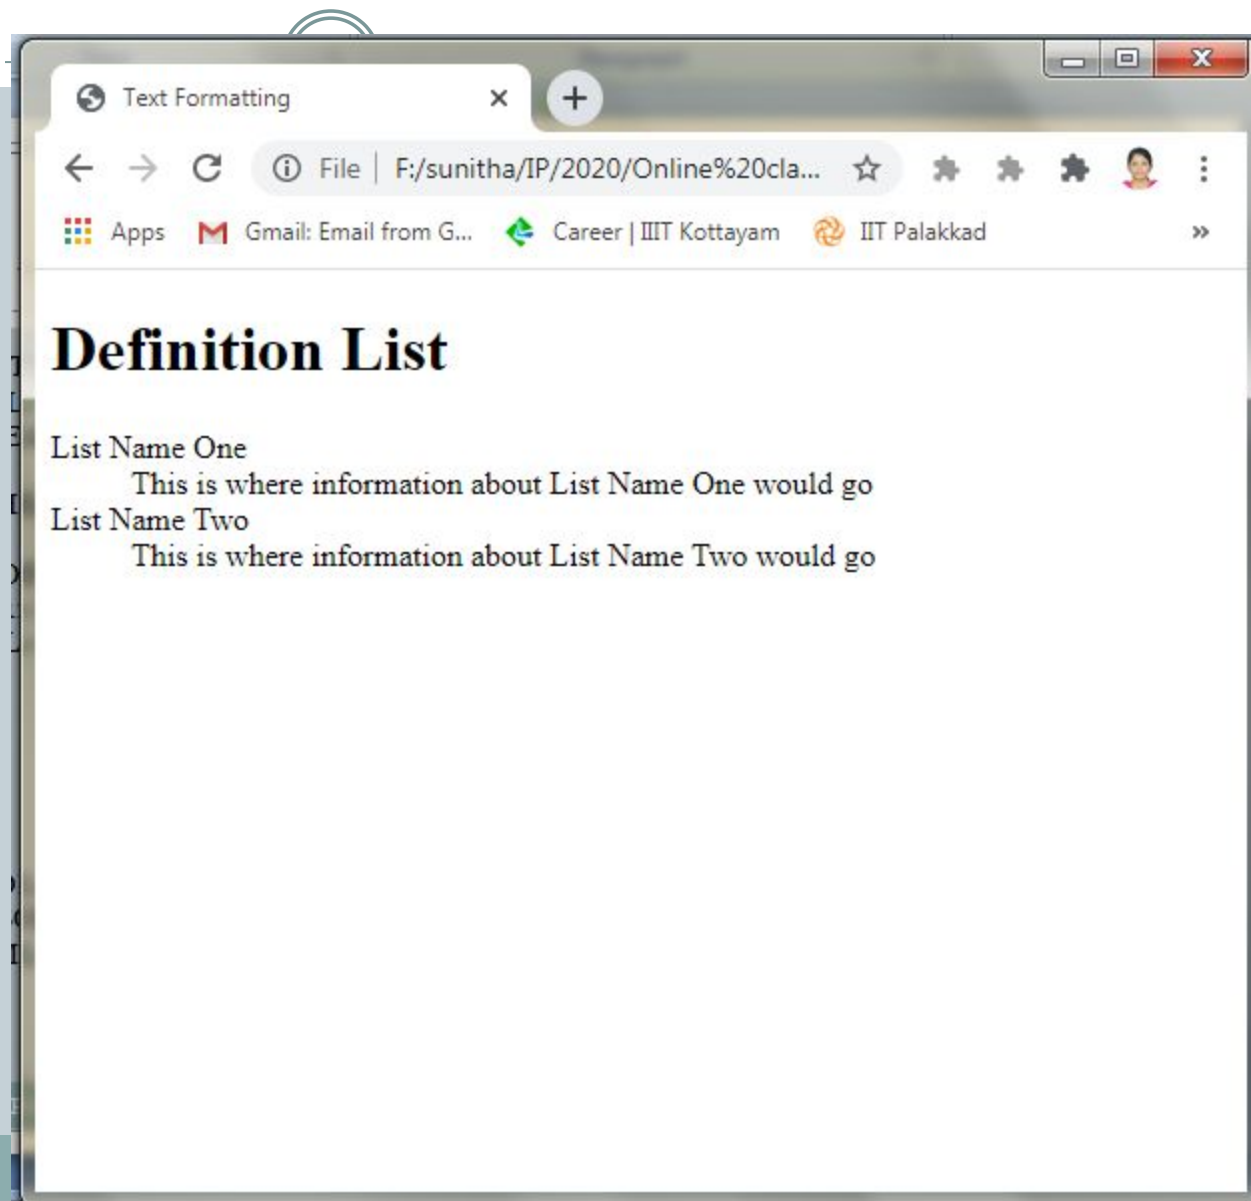 Text Formatting
File F:/sunitha/IP/2020/Online%20cla...
Apps Gmail: Email from G... Career | IIIT Kottayam IIT Palakkad
Definition List
List Name One
This is where information about List Name One would go
List Name Two
This is where information about List Name Two would go